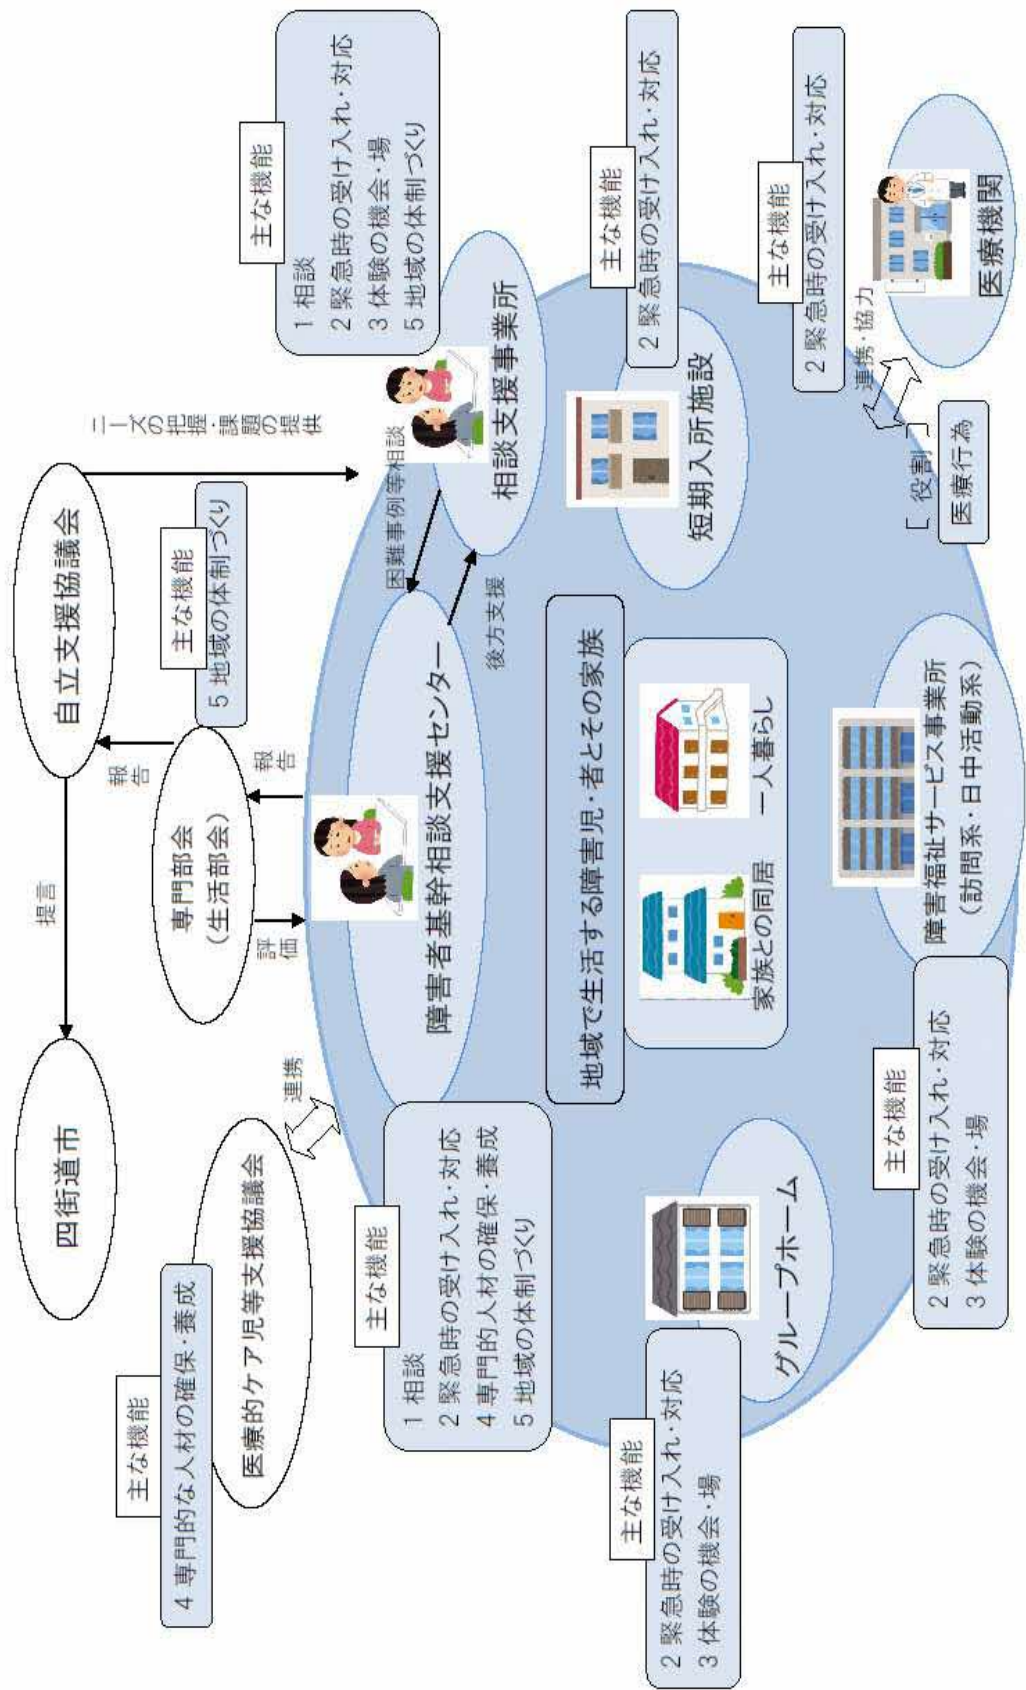 四街道市
提言
自立支援協議会
ニーズの把握・課題の提供
主な機能
4 専門的な人材の確保・養成
医療的ケア児等支援協議会
連携
専門部会
（生活部会）
報告
評価
報告
主な機能
5 地域の体制づくり
主な機能
1 相談
2 緊急時の受け入れ・対応
3 体験の機会・場
5 地域の体制づくり
主な機能
1 相談
2 緊急時の受け入れ・対応
4 専門的人材の確保・養成
5 地域の体制づくり
障害者基幹相談支援センター
困難事例等相談
後方支援
相談支援事業所
地域で生活する障害児・者とその家族
家族との同居
一人暮らし
主な機能
2 緊急時の受け入れ・対応
短期入所施設
主な機能
2 緊急時の受け入れ・対応
3 体験の機会・場
グループホーム
主な機能
2 緊急時の受け入れ・対応
3 体験の機会・場
障害福祉サービス事業所
（訪問系・日中活動系）
主な機能
2 緊急時の受け入れ・対応
連携・協力
［役割］
医療行為
医療機関